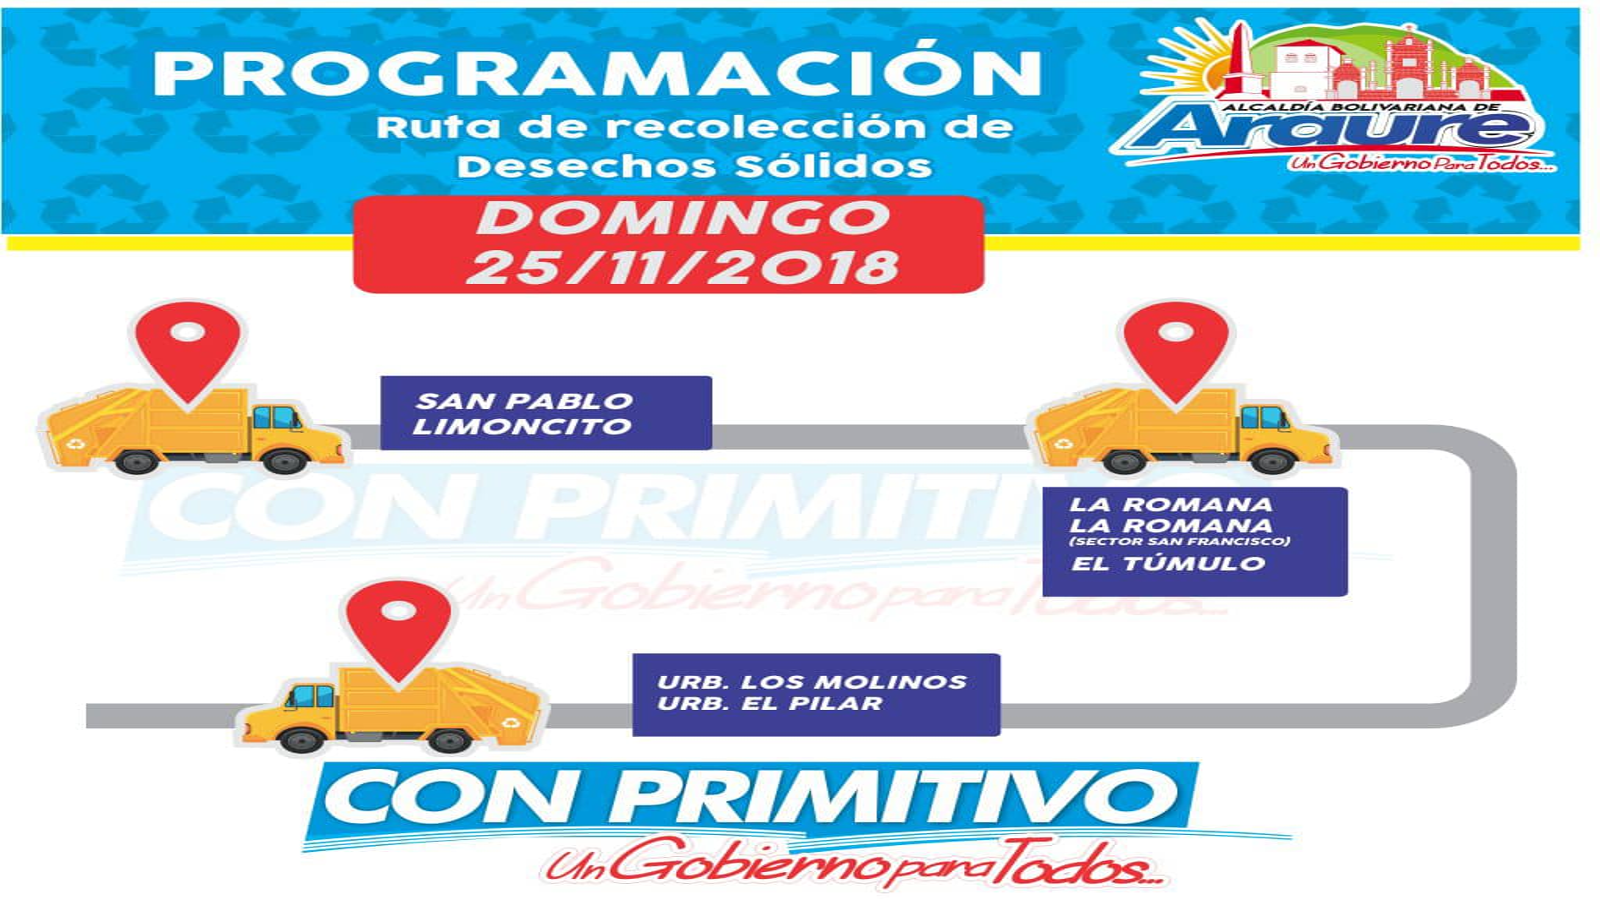 PROGRAMACIÓN
Ruta de recolección de
Desechos Sólidos
ALCALDÍA BOLIVARIANA DE
Araure
Un Gobierno Para Todos...
DOMINGO
25/11/2018
SAN PABLO
LIMONCITO
LA ROMANA
LA ROMANA
(SECTOR SAN FRANCISCO)
EL TÚMULO
CON PRIMITI
Un Gobierno para Todos...
URB. LOS MOLINOS
URB. EL PILAR
CON PRIMITIVO
Un Gobierno para Todos...